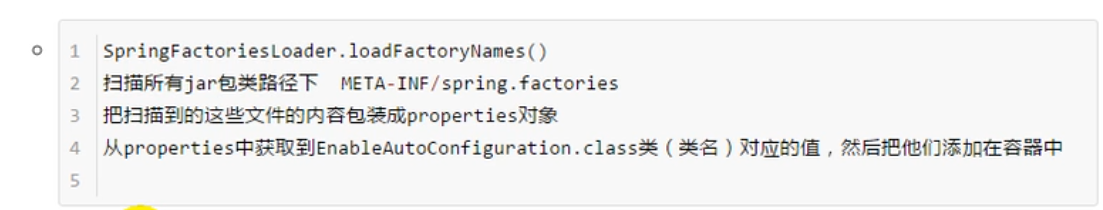 1 SpringFactoriesLoader.loadFactoryNames()
2 扫描所有jar包类路径下 META-INF/spring.factories
3 把扫描到的这些文件的内容包装成properties对象
4 从properties中获取到EnableAutoConfiguration.class类（类名）对应的值，然后把他们添加在容器中
5